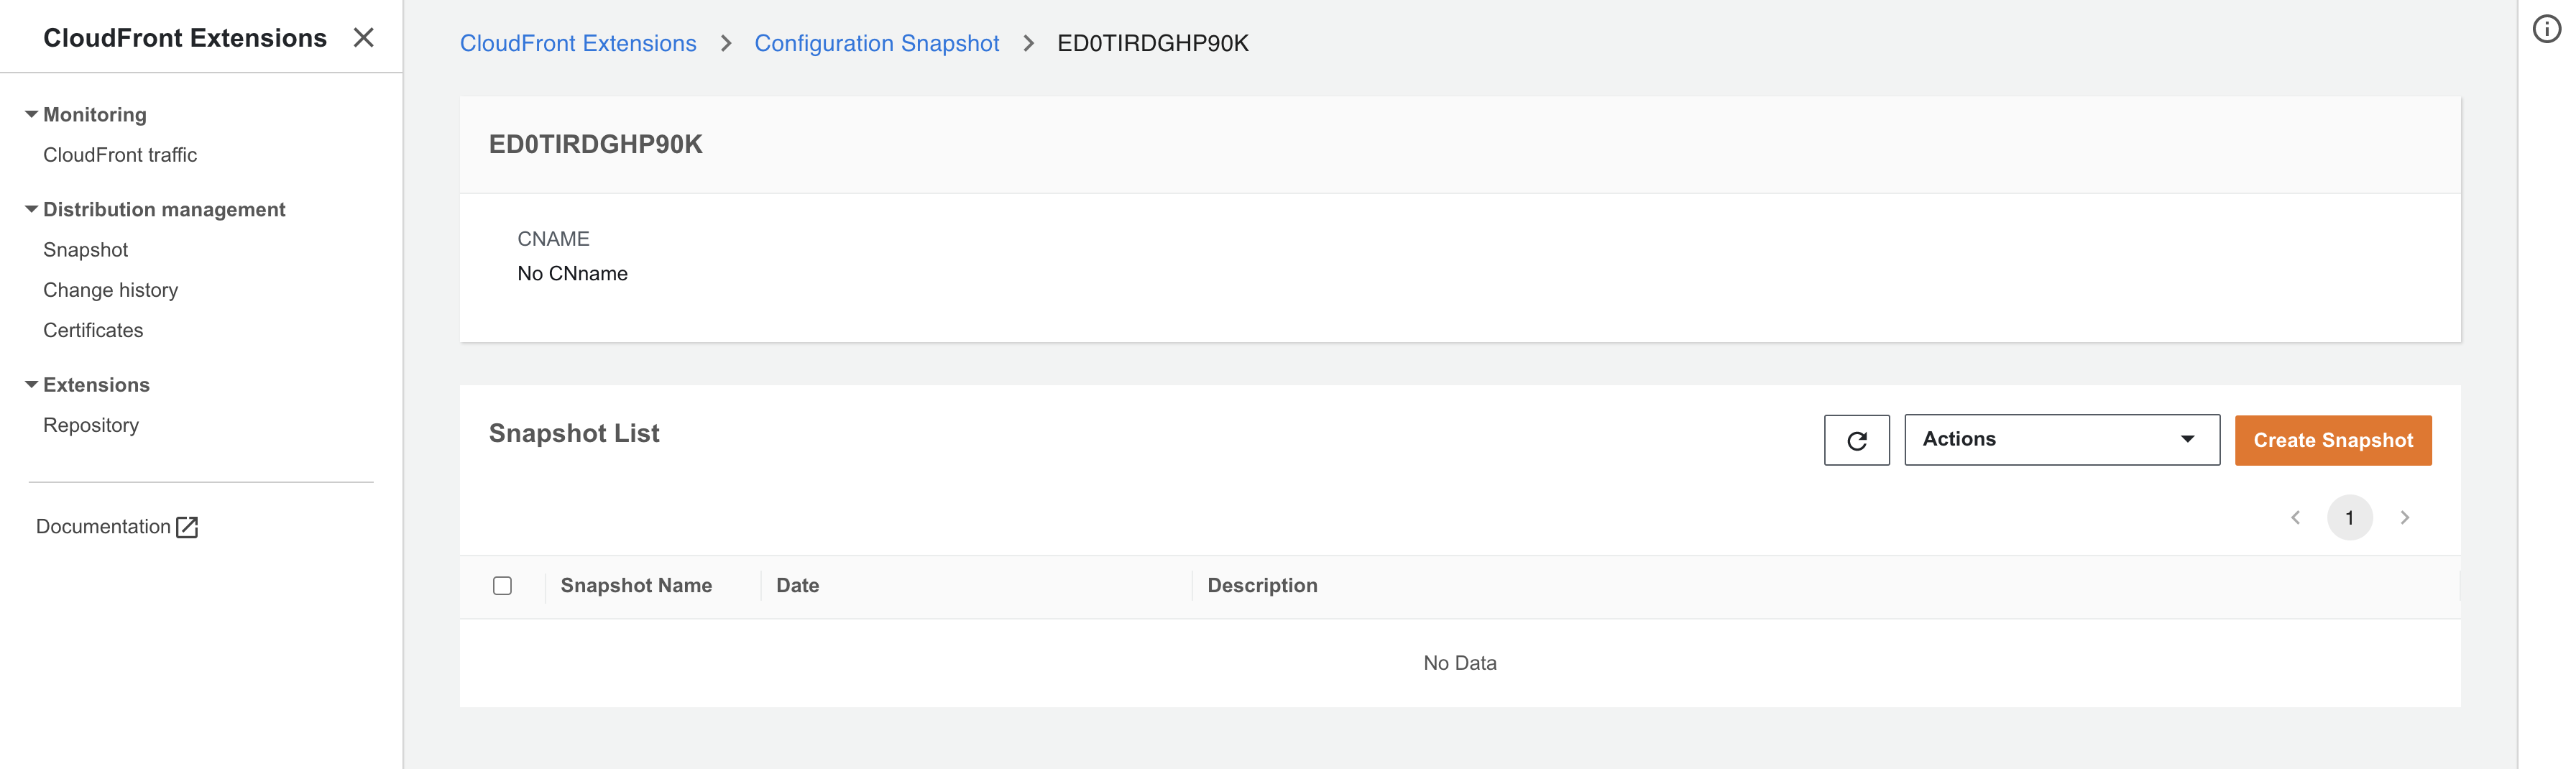 CloudFront Extensions
Monitoring
CloudFront traffic
Distribution management
Snapshot
Change history
Certificates
Extensions
Repository
Documentation
CloudFront Extensions > Configuration Snapshot > ED0TIRDGHP90K
ED0TIRDGHP90K
CNAME
No CNname
Snapshot List
Actions
Create Snapshot
1
Snapshot Name Date Description
No Data